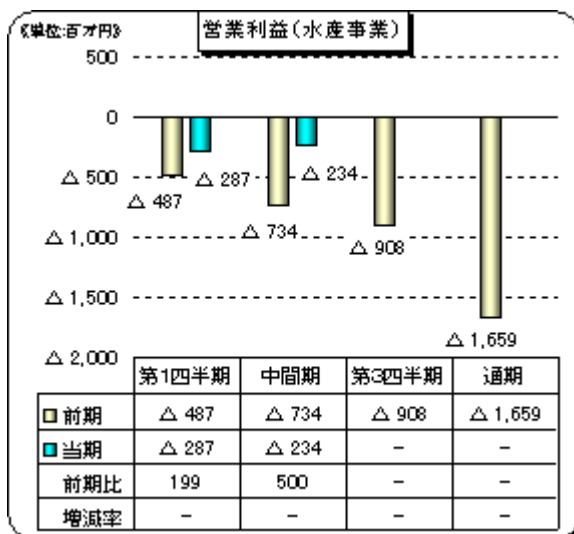 《単位:百万円》
営業利益(水産事業)
500
0
△ 500
△ 1,000
△ 1,500
△ 2,000
△ 487
△ 287
△ 734
△ 234
△ 908
△ 1,659
第1四半期 中間期 第3四半期 通期
前期 △ 487 △ 734 △ 908 △ 1,659
当期 △ 287 △ 234 － －
前期比 199 500 － －
増減率 － － － －